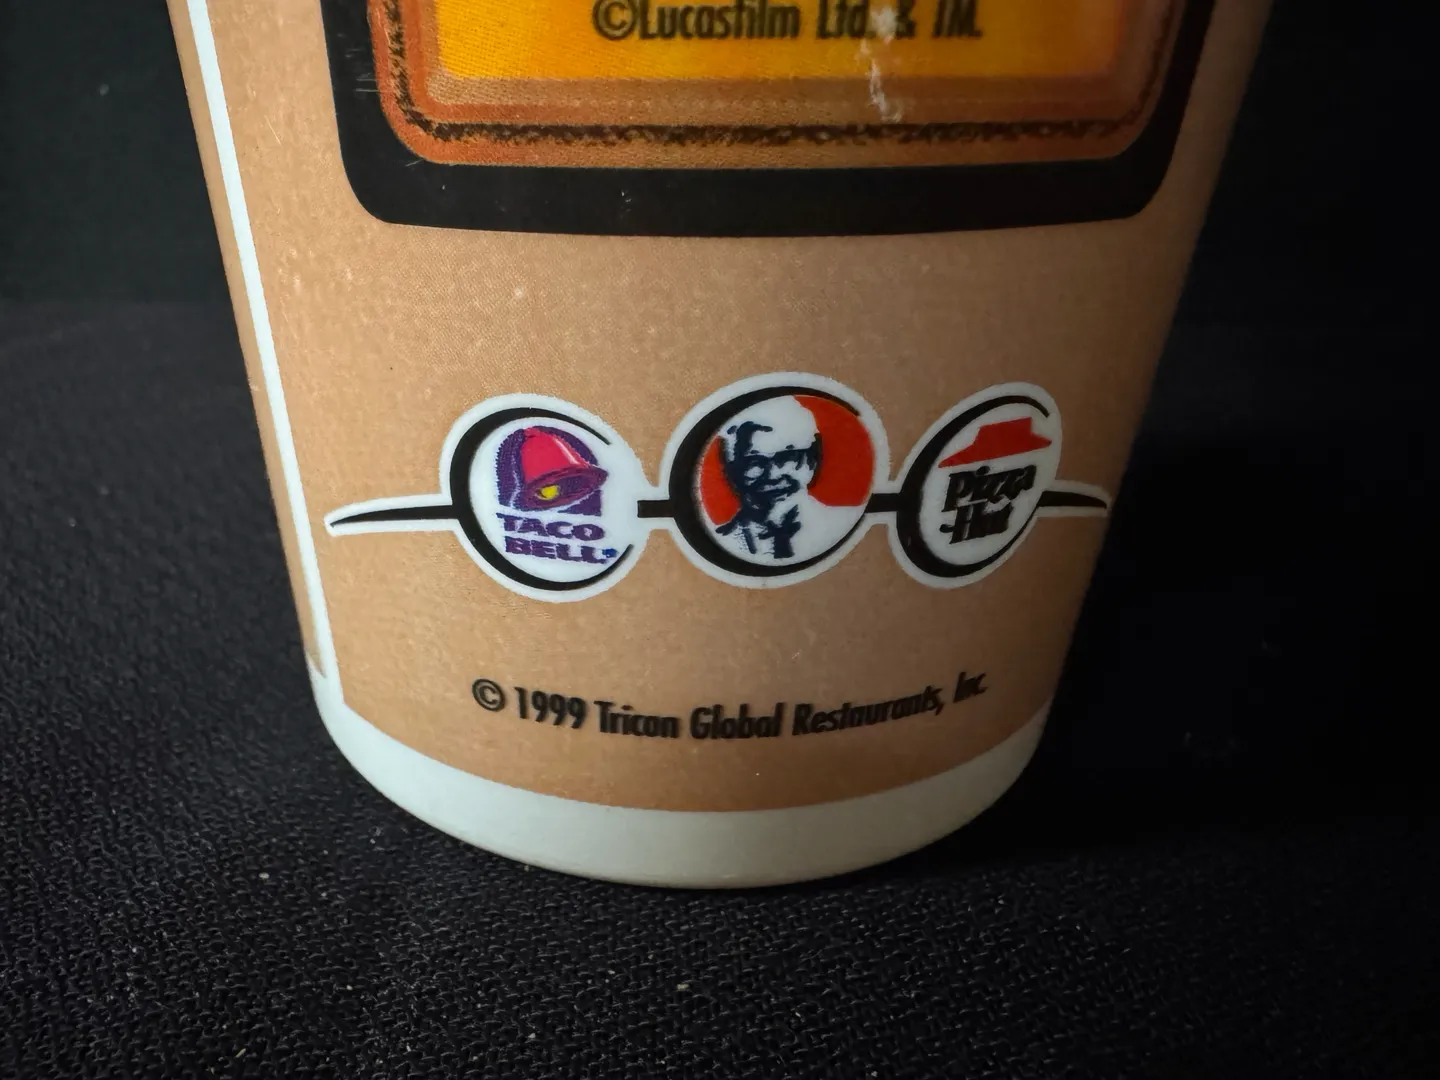 ©Lucasfilm Ltd. & TM.
TACO
BELL®
Pizza
Hut
© 1999 Tricon Global Restaurants, Inc.